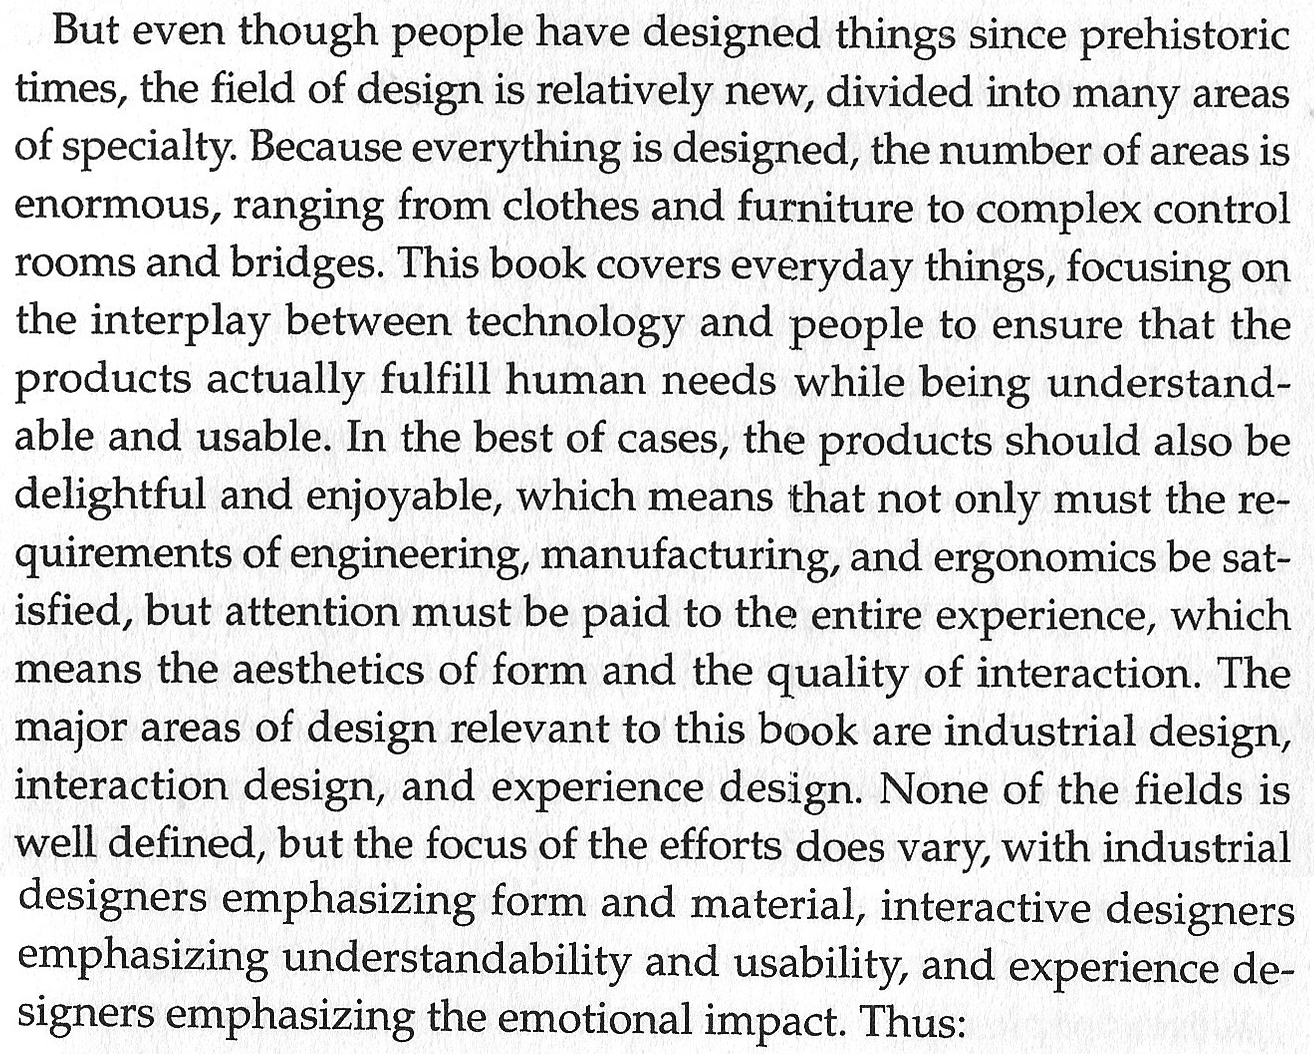 But even though people have designed things since prehistoric
times, the field of design is relatively new, divided into many areas
of specialty. Because everything is designed, the number of areas is
enormous, ranging from clothes and furniture to complex control
rooms and bridges. This book covers everyday things, focusing on
the interplay between technology and people to ensure that the
products actually fulfill human needs while being understand-
able and usable. In the best of cases, the products should also be
delightful and enjoyable, which means that not only must the re-
quirements of engineering, manufacturing, and ergonomics be sat-
isfied, but attention must be paid to the entire experience, which
means the aesthetics of form and the quality of interaction. The
major areas of design relevant to this book are industrial design,
interaction design, and experience design. None of the fields is
well defined, but the focus of the efforts does vary, with industrial
designers emphasizing form and material, interactive designers
emphasizing understandability and usability, and experience de-
signers emphasizing the emotional impact. Thus: